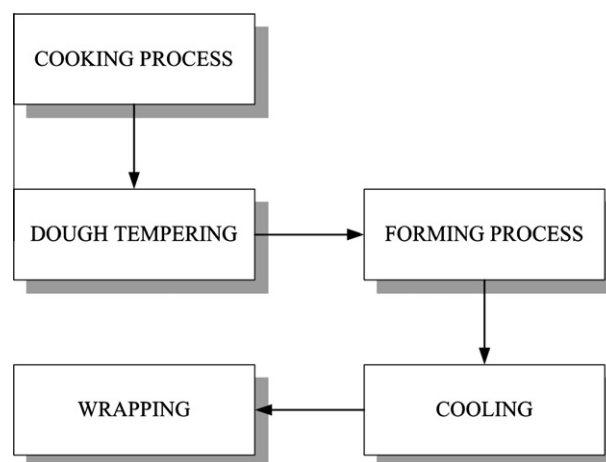 COOKING PROCESS
DOUGH TEMPERING
FORMING PROCESS
COOLING
WRAPPING